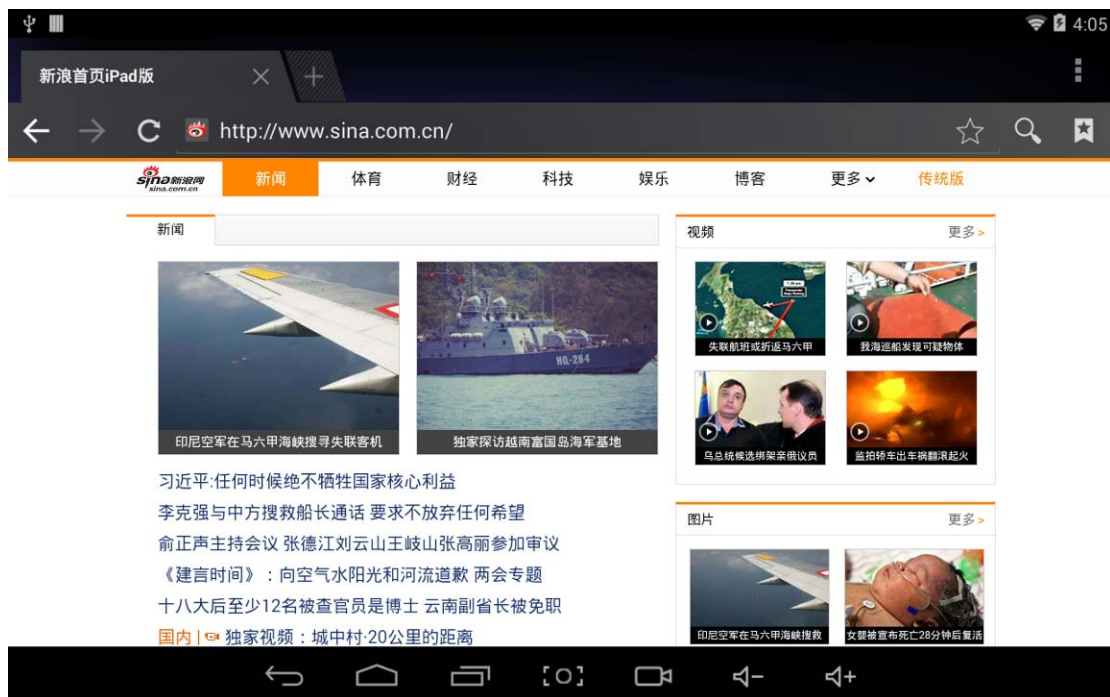 4:05
新浪首页iPad版
http://www.sina.com.cn/
sina新浪网
sina.com.cn
新闻 体育 财经 科技 娱乐 博客 更多 传统版
新闻
印尼空军在马六甲海峡搜寻失联客机
独家探访越南富国岛海军基地
HQ-264
习近平:任何时候绝不牺牲国家核心利益
李克强与中方搜救船长通话 要求不放弃任何希望
俞正声主持会议 张德江刘云山王岐山张高丽参加审议
《建言时间》：向空气水阳光和河流道歉 两会专题
十八大后至少12名被查官员是博士 云南副省长被免职
国内 | 独家视频：城中村·20公里的距离
视频 更多 >
失联航班或折返马六甲
我海巡船发现可疑物体
乌总统候选绑架亲俄议员
监拍轿车出车祸翻滚起火
图片 更多 >
印尼空军在马六甲海峡搜救
女婴被宣布死亡28分钟后复活